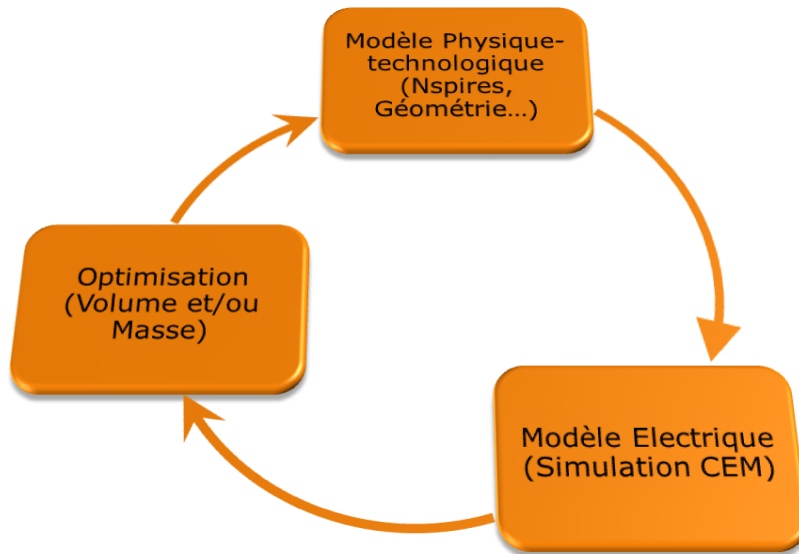 Modèle Physique-
technologique
(Nspires,
Géométrie...)
Optimisation
(Volume et/ou
Masse)
Modèle Electrique
(Simulation CEM)